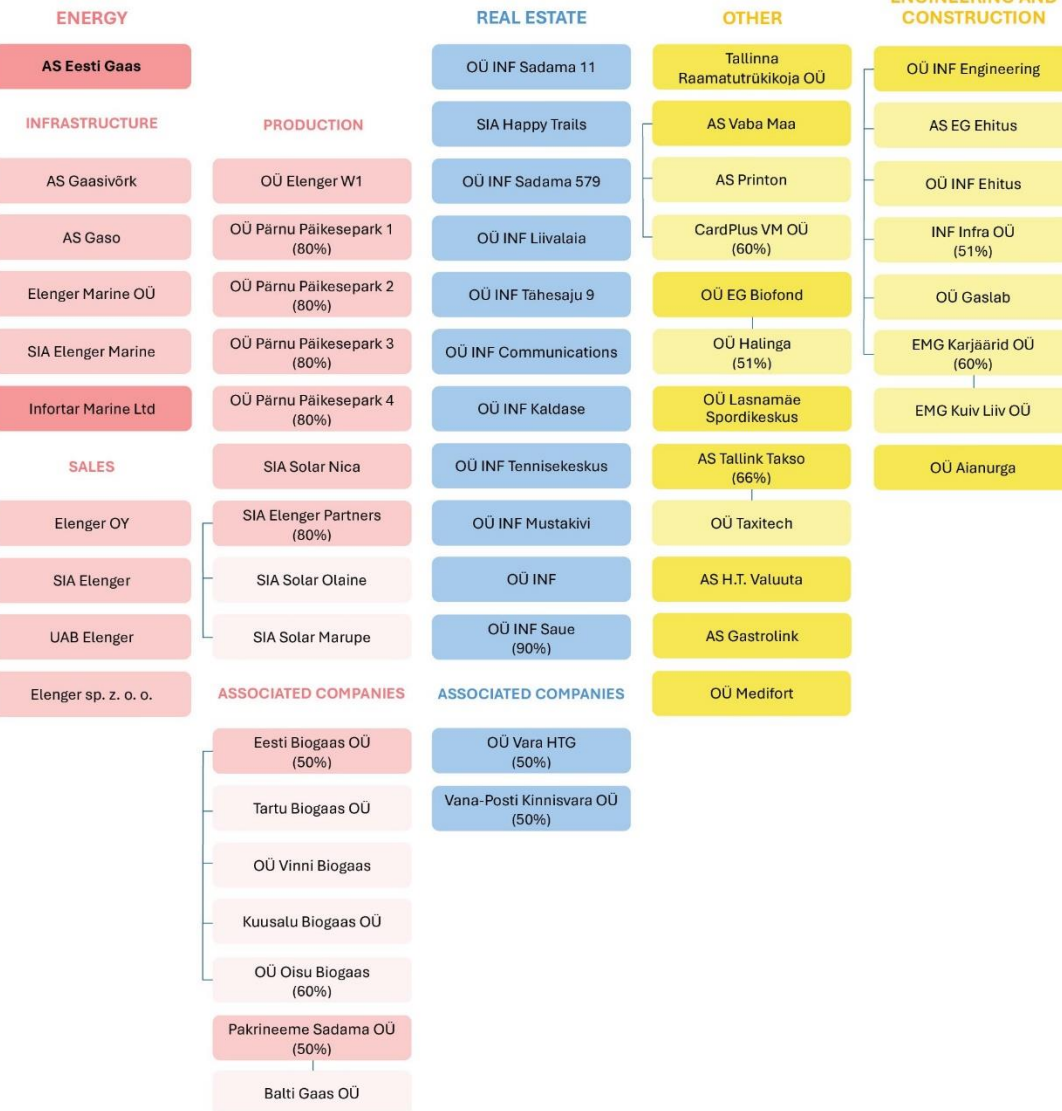 ENERGY
AS Eesti Gaas
INFRASTRUCTURE
AS Gaasivõrk
AS Gaso
Elenger Marine OÜ
SIA Elenger Marine
Infortar Marine Ltd
SALES
Elenger OY
SIA Elenger
UAB Elenger
Elenger sp. z. o. o.
PRODUCTION
OÜ Elenger W1
OÜ Pärnu Päikesepark 1
(80%)
OÜ Pärnu Päikesepark 2
(80%)
OÜ Pärnu Päikesepark 3
(80%)
OÜ Pärnu Päikesepark 4
(80%)
SIA Solar Nica
SIA Elenger Partners
(80%)
SIA Solar Olaine
SIA Solar Marupe
ASSOCIATED COMPANIES
Eesti Biogaas OÜ
(50%)
Tartu Biogaas OÜ
OÜ Vinni Biogaas
Kuusalu Biogaas OÜ
OÜ Oisu Biogaas
(60%)
Pakrineeme Sadama OÜ
(50%)
Balti Gaas OÜ
REAL ESTATE
OÜ INF Sadama 11
SIA Happy Trails
OÜ INF Sadama 579
OÜ INF Liivalaia
OÜ INF Tähesaju 9
OÜ INF Communications
OÜ INF Kaldase
OÜ INF Tennisekeskus
OÜ INF Mustakivi
OÜ INF
OÜ INF Saue
(90%)
ASSOCIATED COMPANIES
OÜ Vara HTG
(50%)
Vana-Posti Kinnisvara OÜ
(50%)
OTHER
Tallinna
Raamatutrükikoja OÜ
AS Vaba Maa
AS Printon
CardPlus VM OÜ
(60%)
OÜ EG Biofond
OÜ Halinga
(51%)
OÜ Lasnamäe
Spordikeskus
AS Tallink Takso
(66%)
OÜ Taxitech
AS H.T. Valuuta
AS Gastrolink
OÜ Medifort
ENGINEERING AND
CONSTRUCTION
OÜ INF Engineering
AS EG Ehitus
OÜ INF Ehitus
INF Infra OÜ
(51%)
OÜ Gaslab
EMG Karjäärid OÜ
(60%)
EMG Kuiv Liiv OÜ
OÜ Aianurga